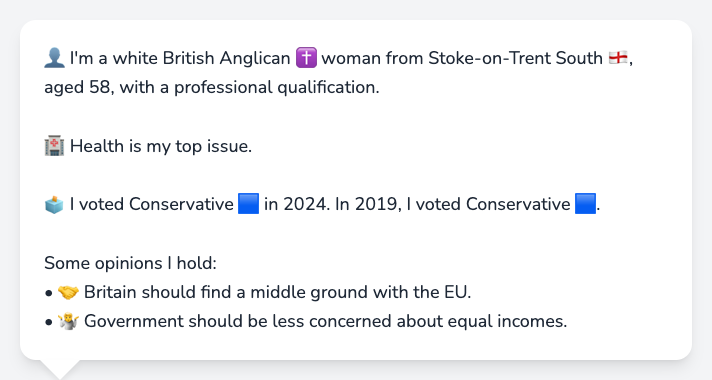 👤 I'm a white British Anglican ✝️ woman from Stoke-on-Trent South 🏴󠁧󠁢󠁥󠁮󠁧󠁿,
aged 58, with a professional qualification.
🏥 Health is my top issue.
🗳️ I voted Conservative 🟦 in 2024. In 2019, I voted Conservative 🟦.
Some opinions I hold:
• 🤝 Britain should find a middle ground with the EU.
• 🤷 Government should be less concerned about equal incomes.